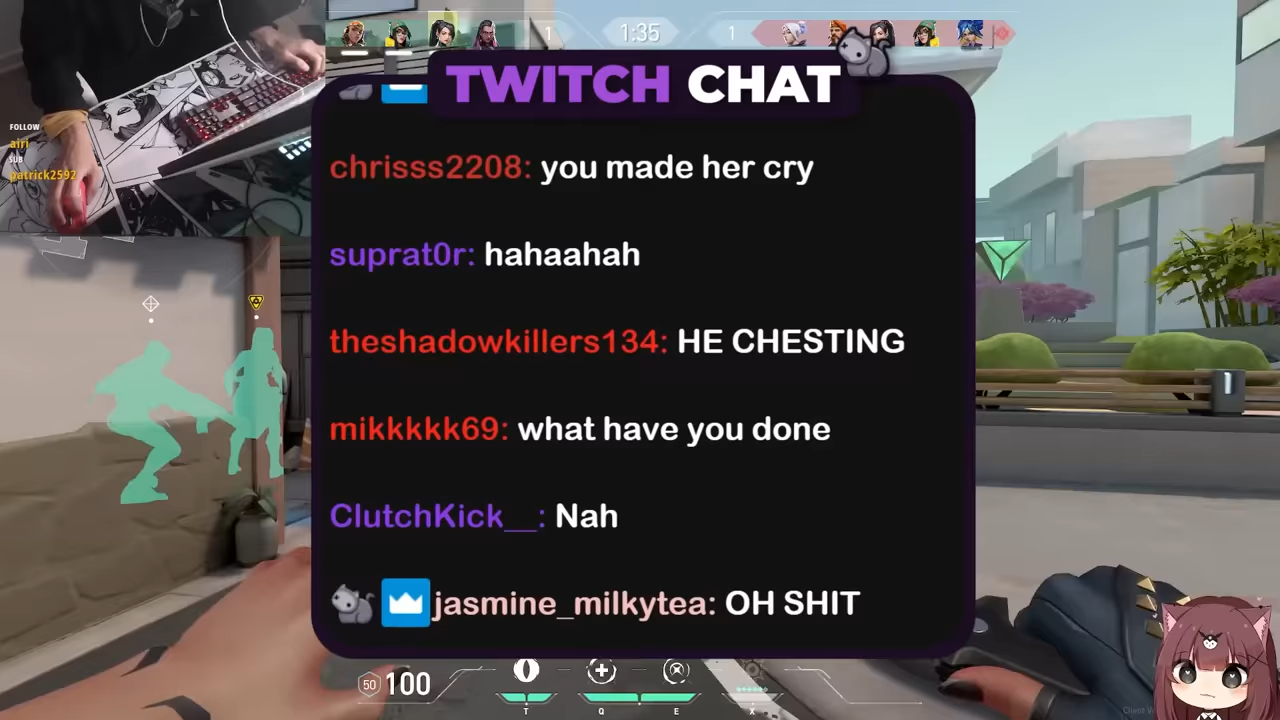 1 1:35 1
TWITCH CHAT
FOLLOW
airi
SUB
patrick2592
chrisss2208: you made her cry
suprat0r: hahaahah
theshadowkillers134: HE CHESTING
mikkkkk69: what have you done
ClutchKick__: Nah
jasmine_milkytea: OH SHIT
50 100
T Q E X